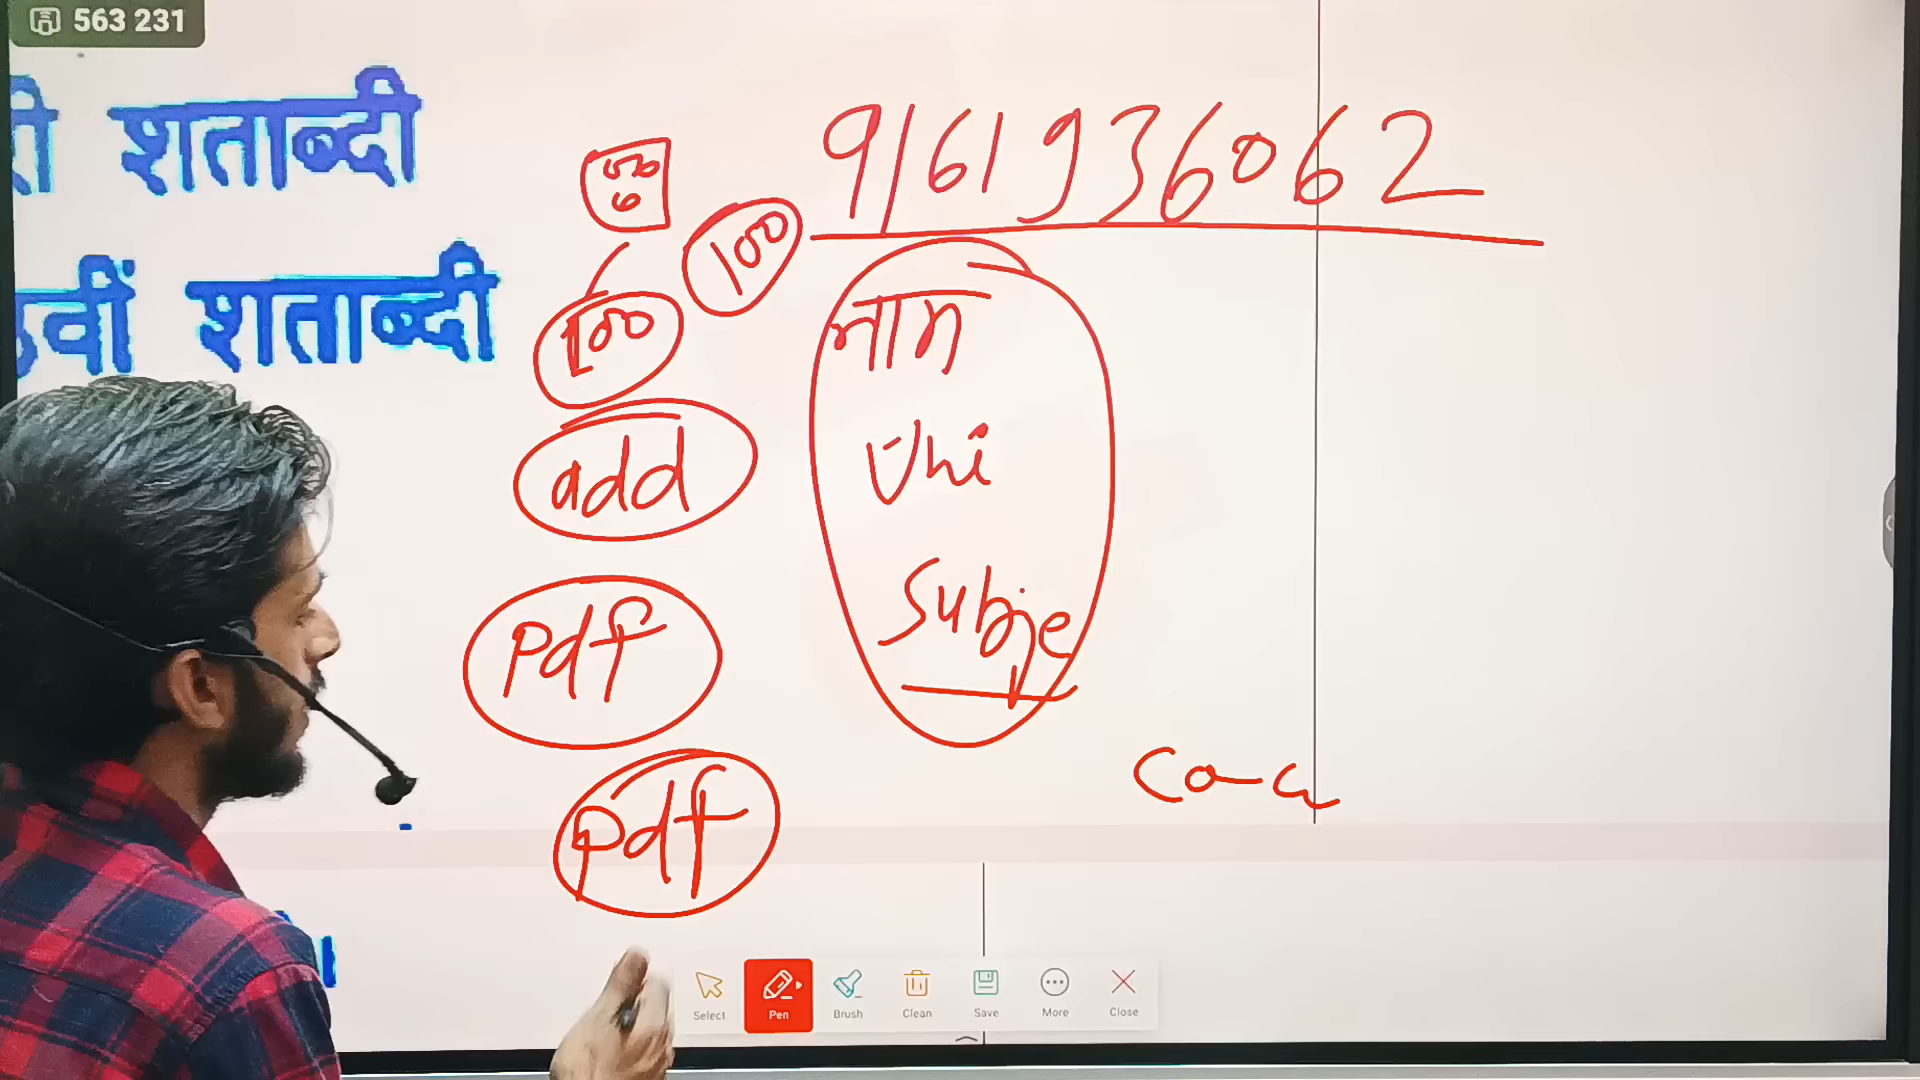 563 231
शताब्दी
9161936062
100
वीं शताब्दी
100
नाम
add
Uni
Subje
pdf
pdf
Select Pen Brush Clean Save More Close